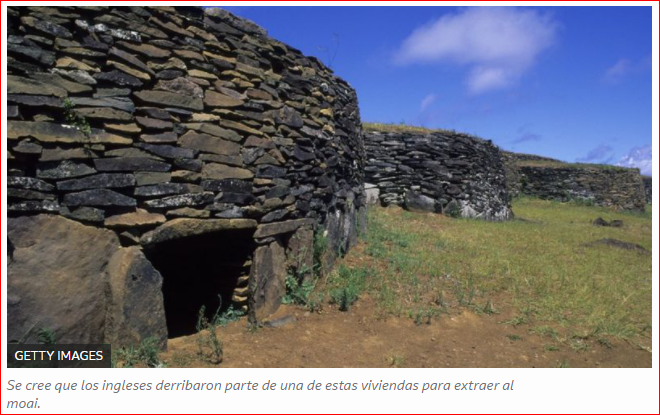 GETTY IMAGES
Se cree que los ingleses derribaron parte de una de estas viviendas para extraer al
moai.